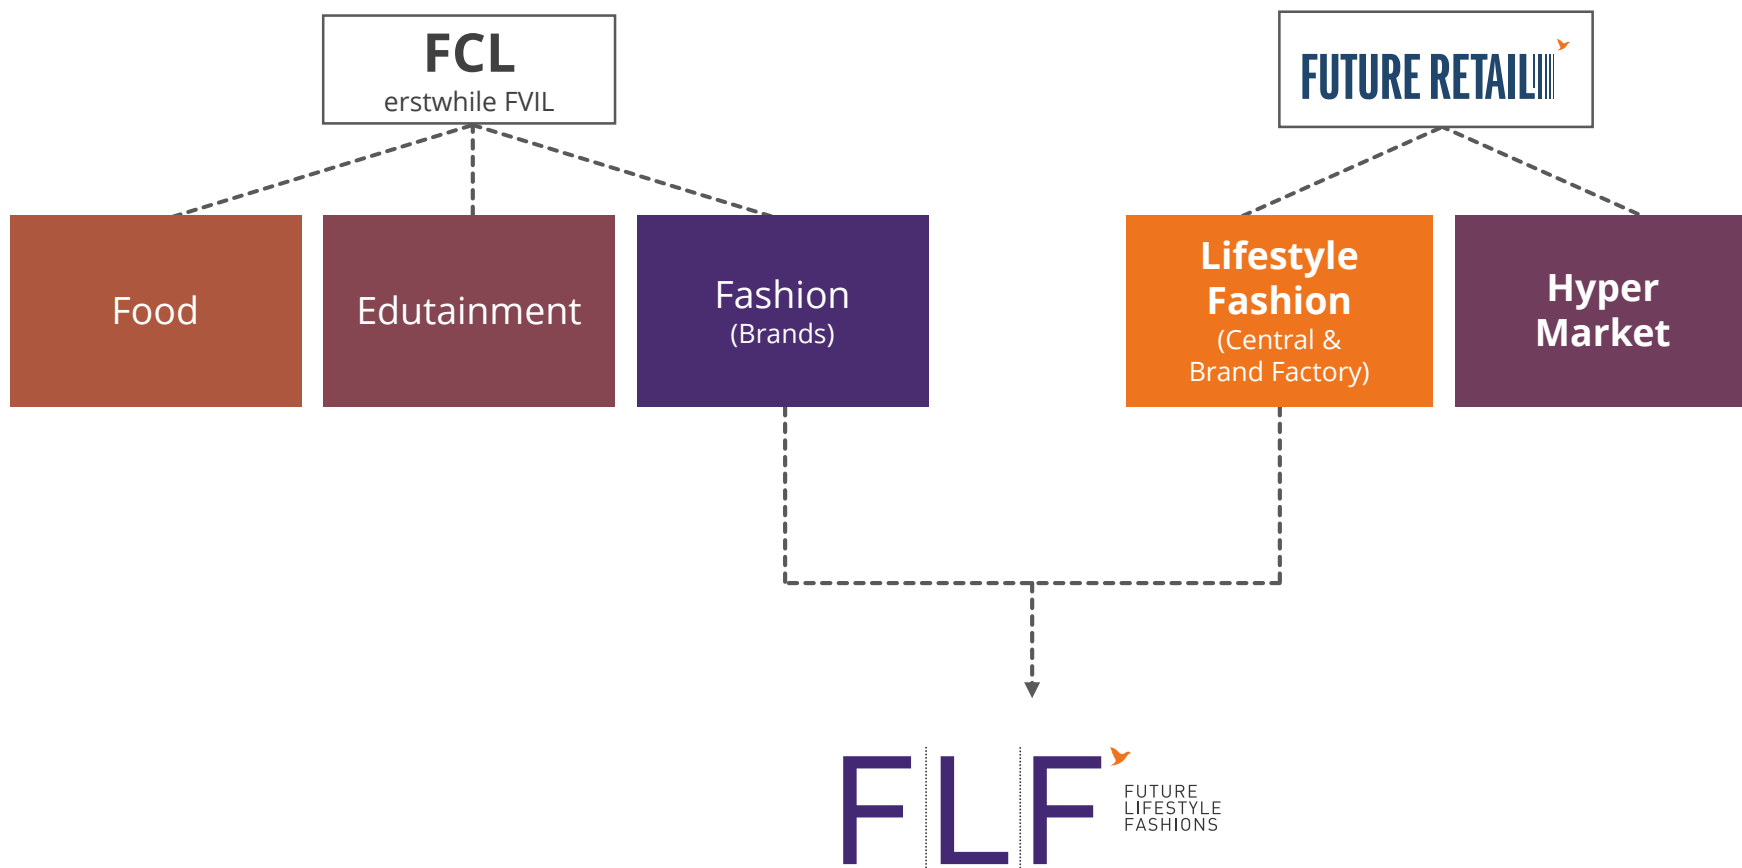 FCL
erstwhile FVIL
FUTURE RETAIL
Food
Edutainment
Fashion
(Brands)
Lifestyle
Fashion
(Central &
Brand Factory)
Hyper
Market
FLF
FUTURE
LIFESTYLE
FASHIONS